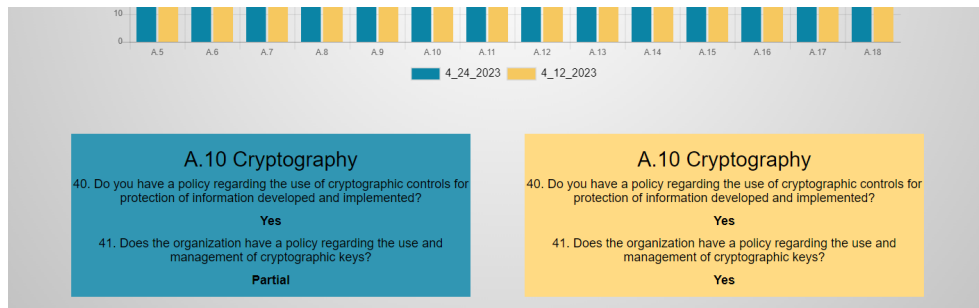 10
0
A.5 A.6 A.7 A.8 A.9 A.10 A.11 A.12 A.13 A.14 A.15 A.16 A.17 A.18
4_24_2023 4_12_2023
A.10 Cryptography
40. Do you have a policy regarding the use of cryptographic controls for
protection of information developed and implemented?
Yes
41. Does the organization have a policy regarding the use and
management of cryptographic keys?
Partial
A.10 Cryptography
40. Do you have a policy regarding the use of cryptographic controls for
protection of information developed and implemented?
Yes
41. Does the organization have a policy regarding the use and
management of cryptographic keys?
Yes